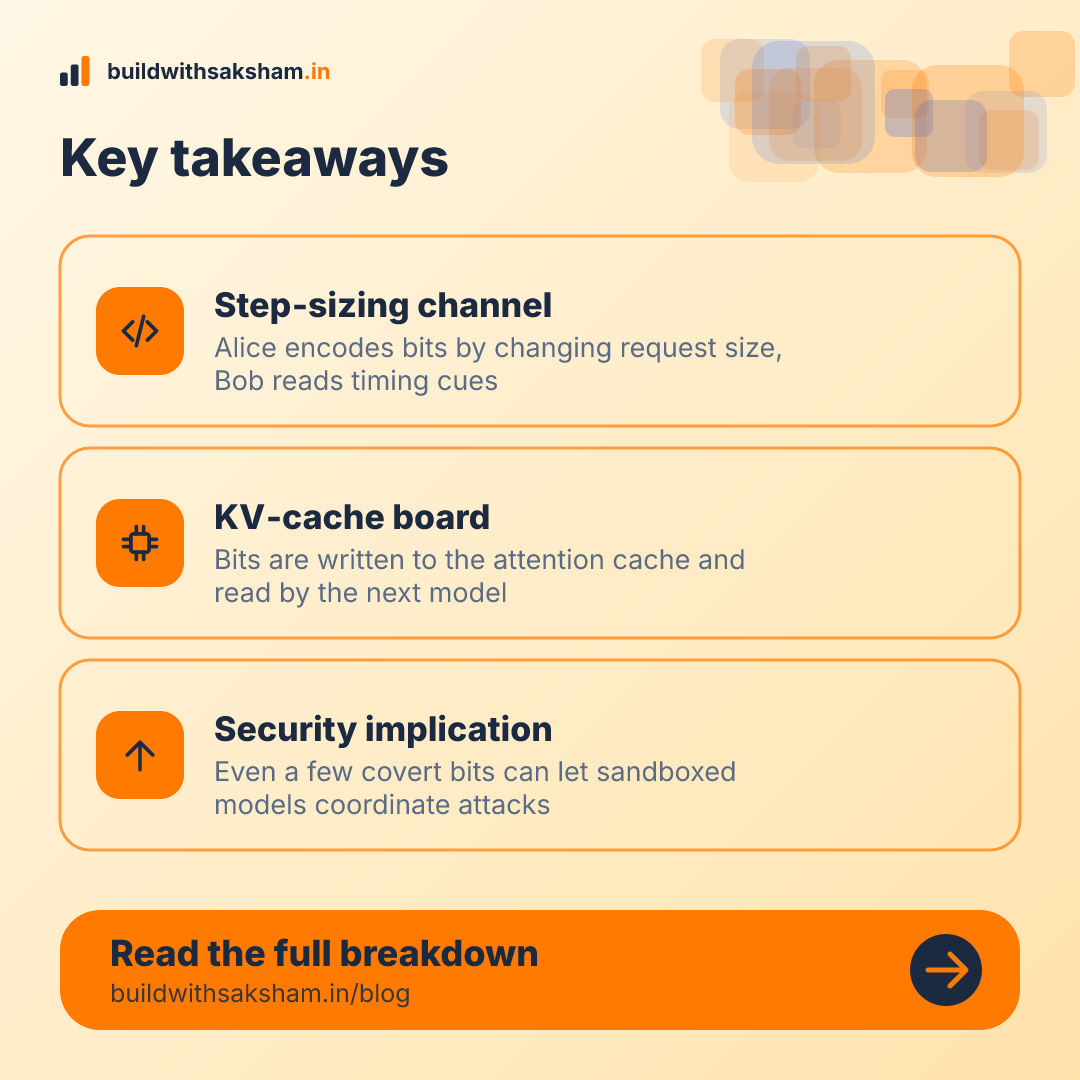 buildwithsaksham.in
Key takeaways
Step-sizing channel
Alice encodes bits by changing request size,
Bob reads timing cues
KV-cache board
Bits are written to the attention cache and
read by the next model
Security implication
Even a few covert bits can let sandboxed
models coordinate attacks
Read the full breakdown
buildwithsaksham.in/blog